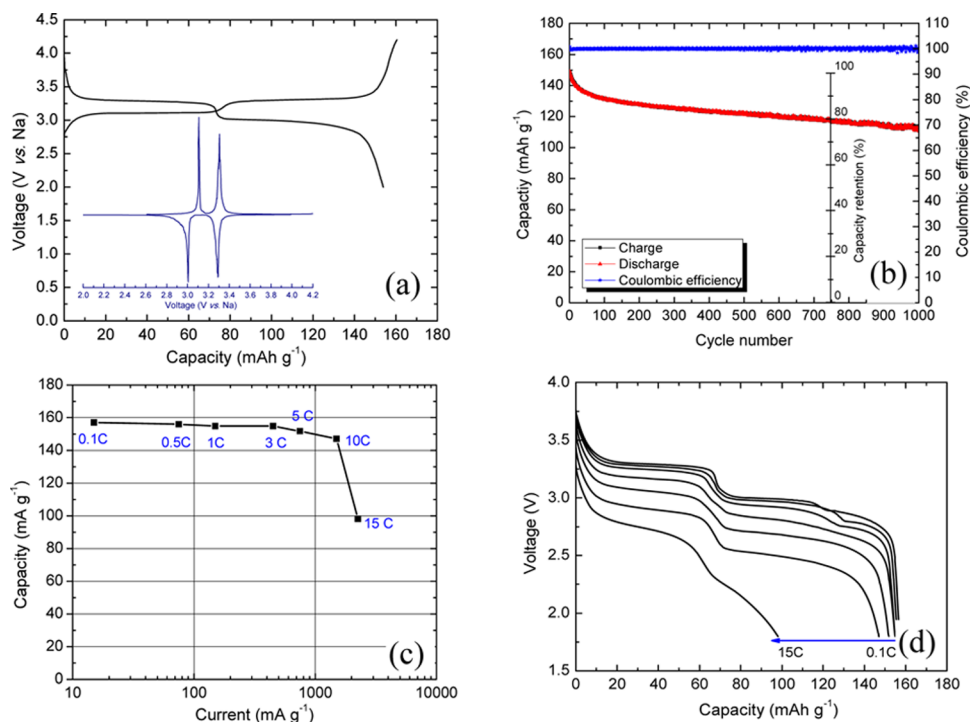 (a)
Voltage (V vs. Na)
4.5
4.0
3.5
3.0
2.5
2.0
1.5
1.0
0.5
0.0
2.0 2.4 2.8 3.0 3.2 3.3 3.4 3.6 3.8 4.0 4.2
Voltage (V vs. Na)
0 20 40 60 80 100 120 140 160 180
Capacity (mAh g⁻¹)
(b)
Capactiy (mAh g⁻¹)
180
160
140
120
100
80
60
40
20
0
Charge
Discharge
Coulombic efficiency
Capacity retention (%)
100
80
60
40
20
0
Coulombic efficiency (%)
110
100
90
80
70
60
50
40
30
20
10
0
0 100 200 300 400 500 600 700 800 900 1000
Cycle number
(c)
Capacity (mA g⁻¹)
180
160
140
120
100
80
60
40
20
0
0.1C
0.5C
1C
3 C
5 C
10C
15 C
10 100 1000 10000
Current (mA g⁻¹)
(d)
Voltage (V)
4.0
3.5
3.0
2.5
2.0
1.5
15C
0.1C
0 20 40 60 80 100 120 140 160 180
Capacity (mAh g⁻¹)